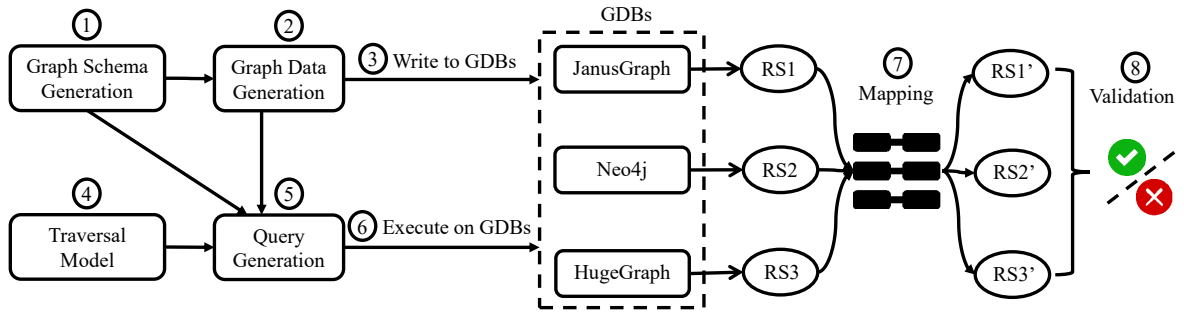 1
Graph Schema
Generation
2
Graph Data
Generation
3 Write to GDBs
GDBs
JanusGraph
Neo4j
HugeGraph
4
Traversal
Model
5
Query
Generation
6 Execute on GDBs
RS1
RS2
RS3
7
Mapping
RS1’
RS2’
RS3’
8
Validation